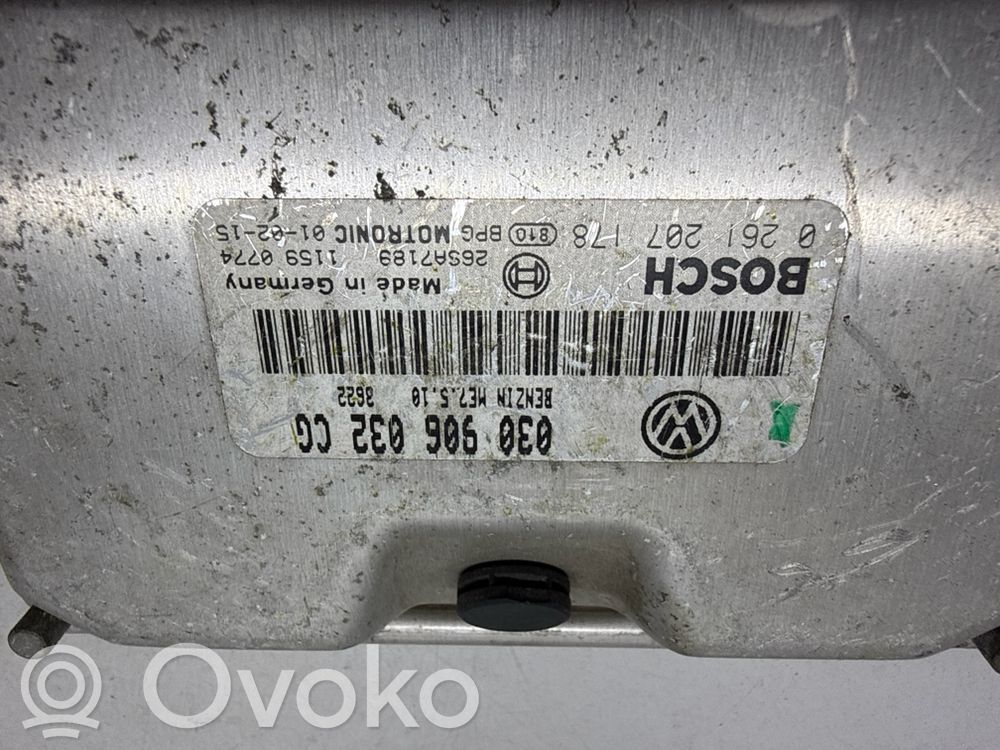 030 906 032 CG
BENZIN ME7.5.10 3622
BOSCH
Made in Germany
26SA7189 1159 0774
0 261 207 178 810 BPG MOTRONIC 01-02-15
Ovoko